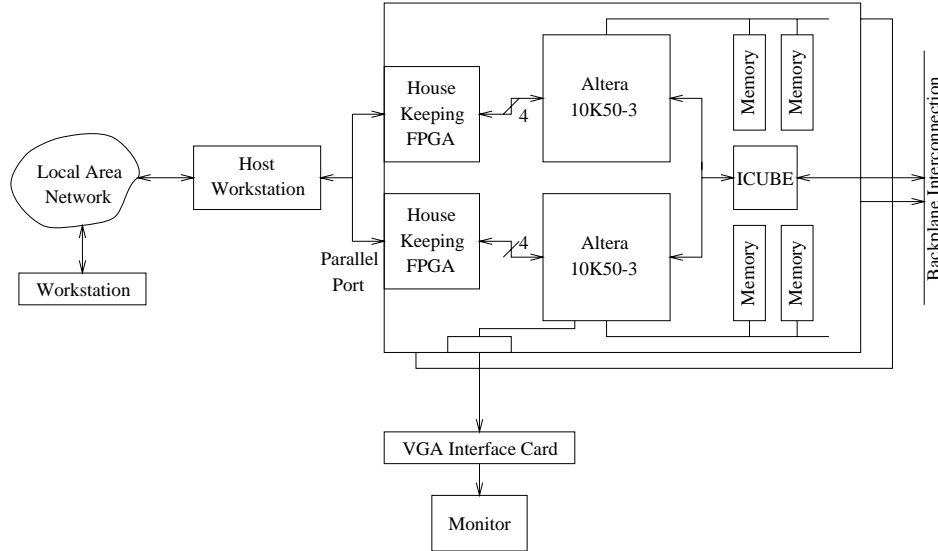 House
Keeping
FPGA
4
Altera
10K50-3
Memory
Memory
Local Area
Network
Host
Workstation
ICUBE
Backplane Interconnection
House
Keeping
FPGA
4
Altera
10K50-3
Memory
Memory
Parallel
Port
Workstation
VGA Interface Card
Monitor